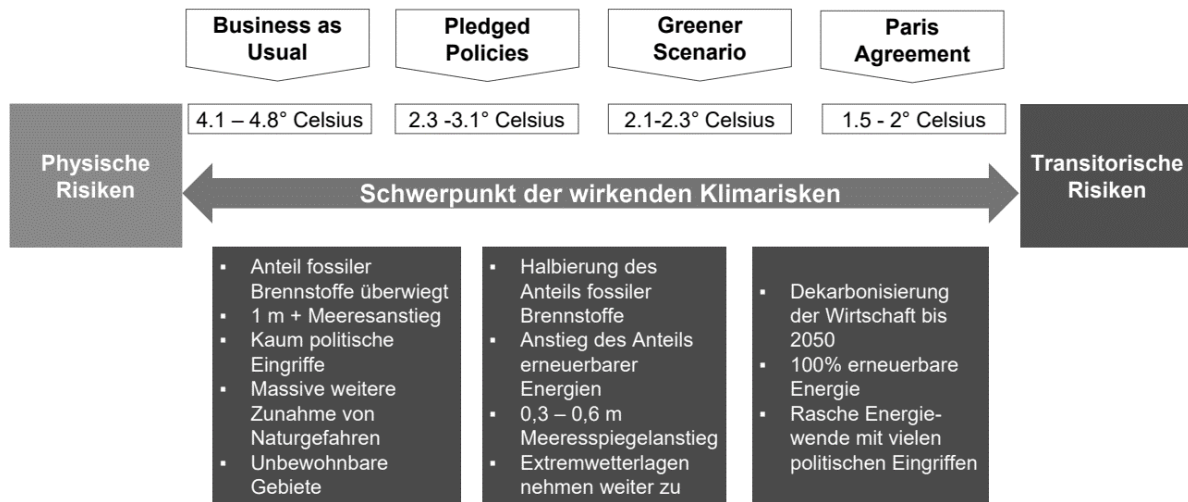 Business as
Usual
Pledged
Policies
Greener
Scenario
Paris
Agreement
4.1 – 4.8° Celsius
2.3 -3.1° Celsius
2.1-2.3° Celsius
1.5 - 2° Celsius
Physische
Risiken
Schwerpunkt der wirkenden Klimarisken
Transitorische
Risiken
▪ Anteil fossiler
Brennstoffe überwiegt
▪ 1 m + Meeresanstieg
▪ Kaum politische
Eingriffe
▪ Massive weitere
Zunahme von
Naturgefahren
▪ Unbewohnbare
Gebiete
▪ Halbierung des
Anteils fossiler
Brennstoffe
▪ Anstieg des Anteils
erneuerbarer
Energien
▪ 0,3 – 0,6 m
Meeresspiegelanstieg
▪ Extremwetterlagen
nehmen weiter zu
▪ Dekarbonisierung
der Wirtschaft bis
2050
▪ 100% erneuerbare
Energie
▪ Rasche Energie-
wende mit vielen
politischen Eingriffen